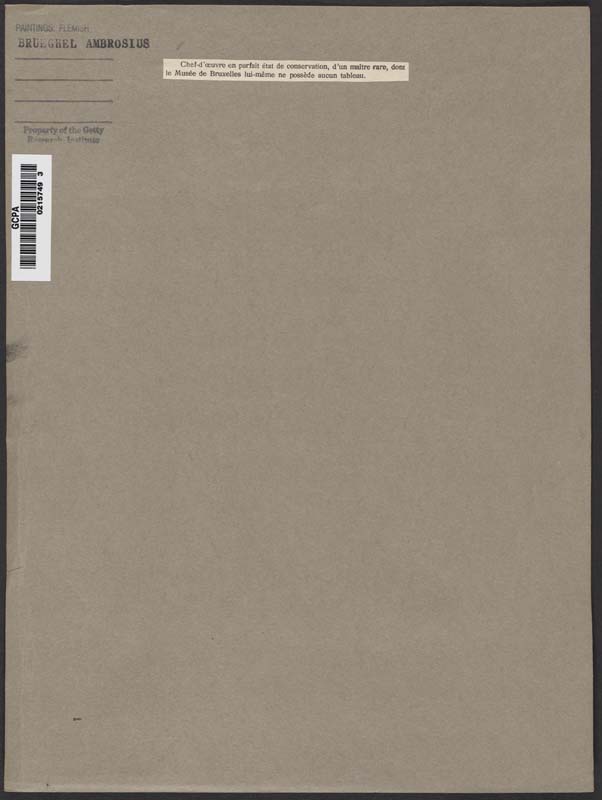 PAINTINGS, FLEMISH
BRUEGHEL AMBROSIUS
Chef-d'œuvre en parfait état de conservation, d'un maître rare, dont
le Musée de Bruxelles lui-même ne possède aucun tableau.
Property of the Getty
Research Institute
GCPA
0215749 3